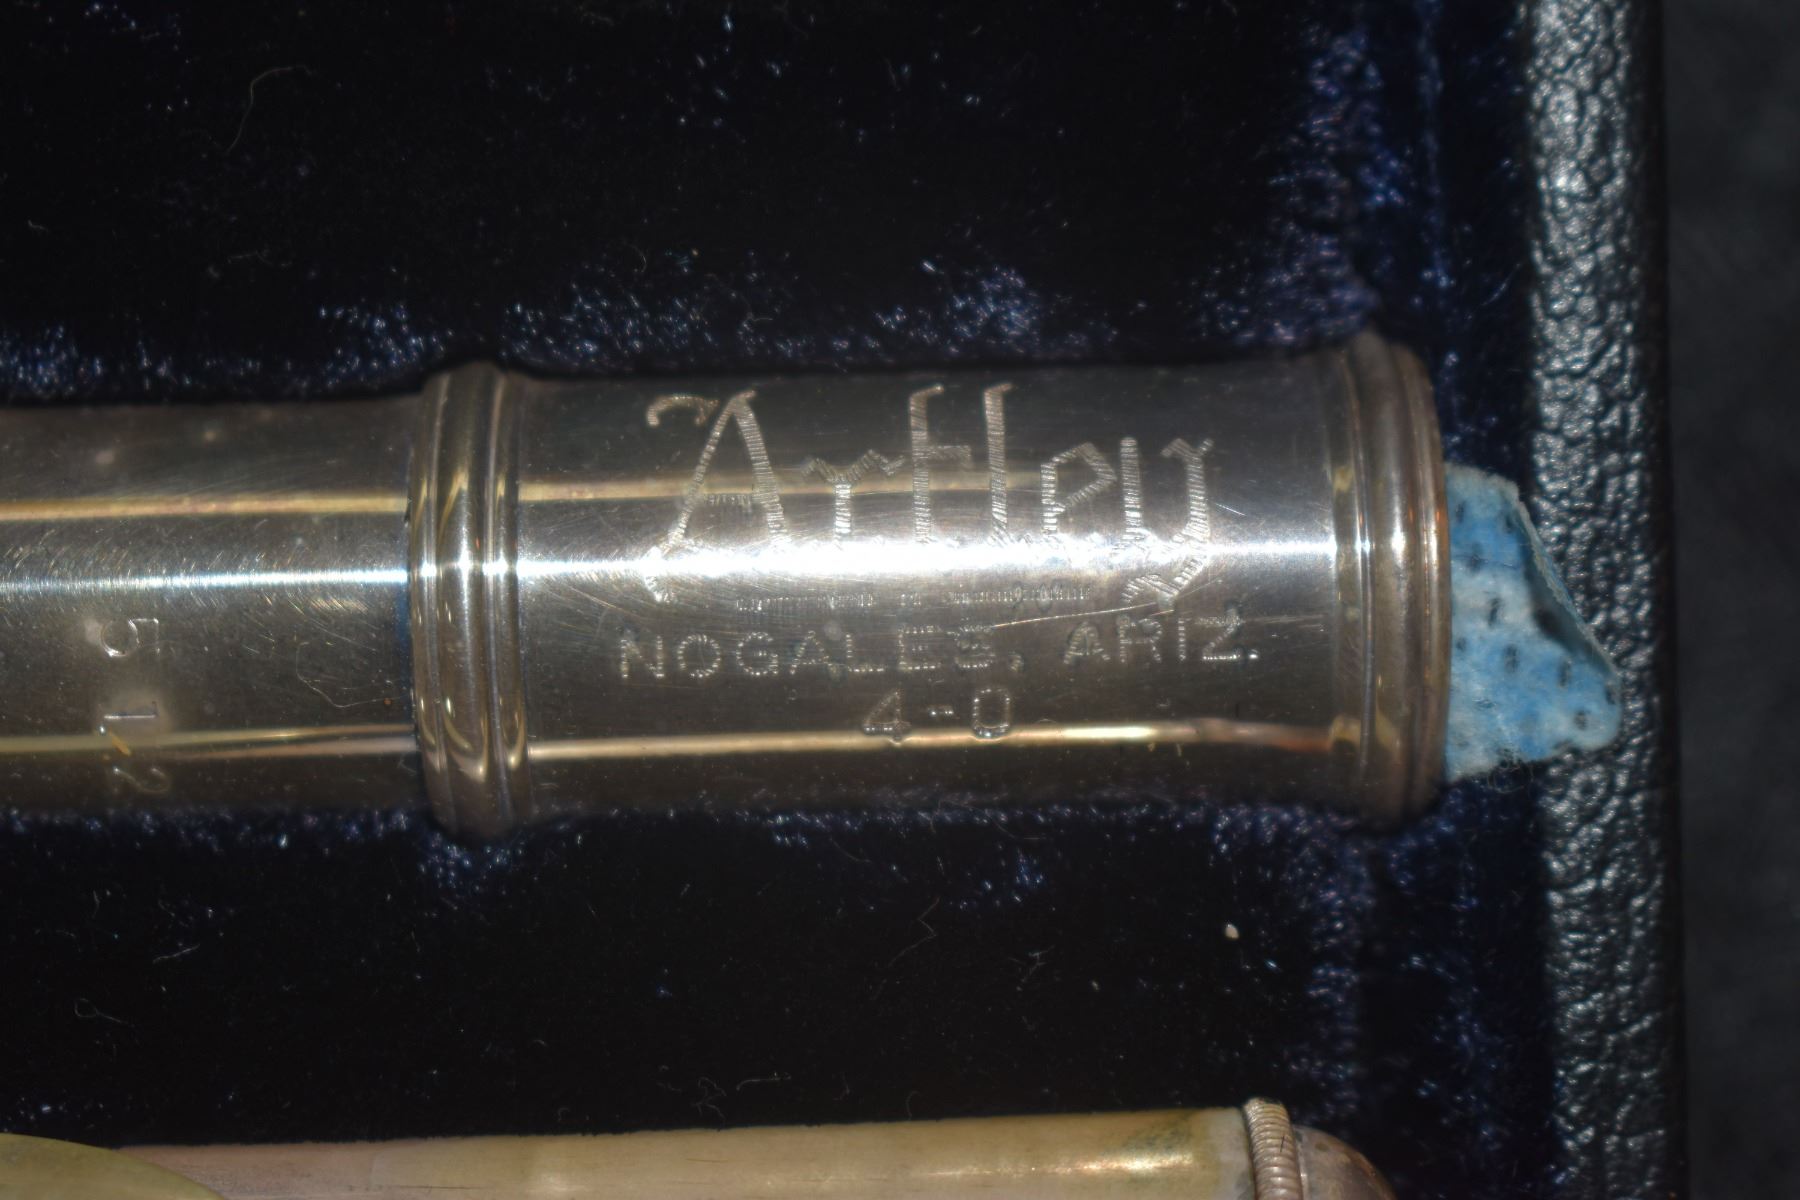 Artley
NOGALES, ARIZ.
4-0